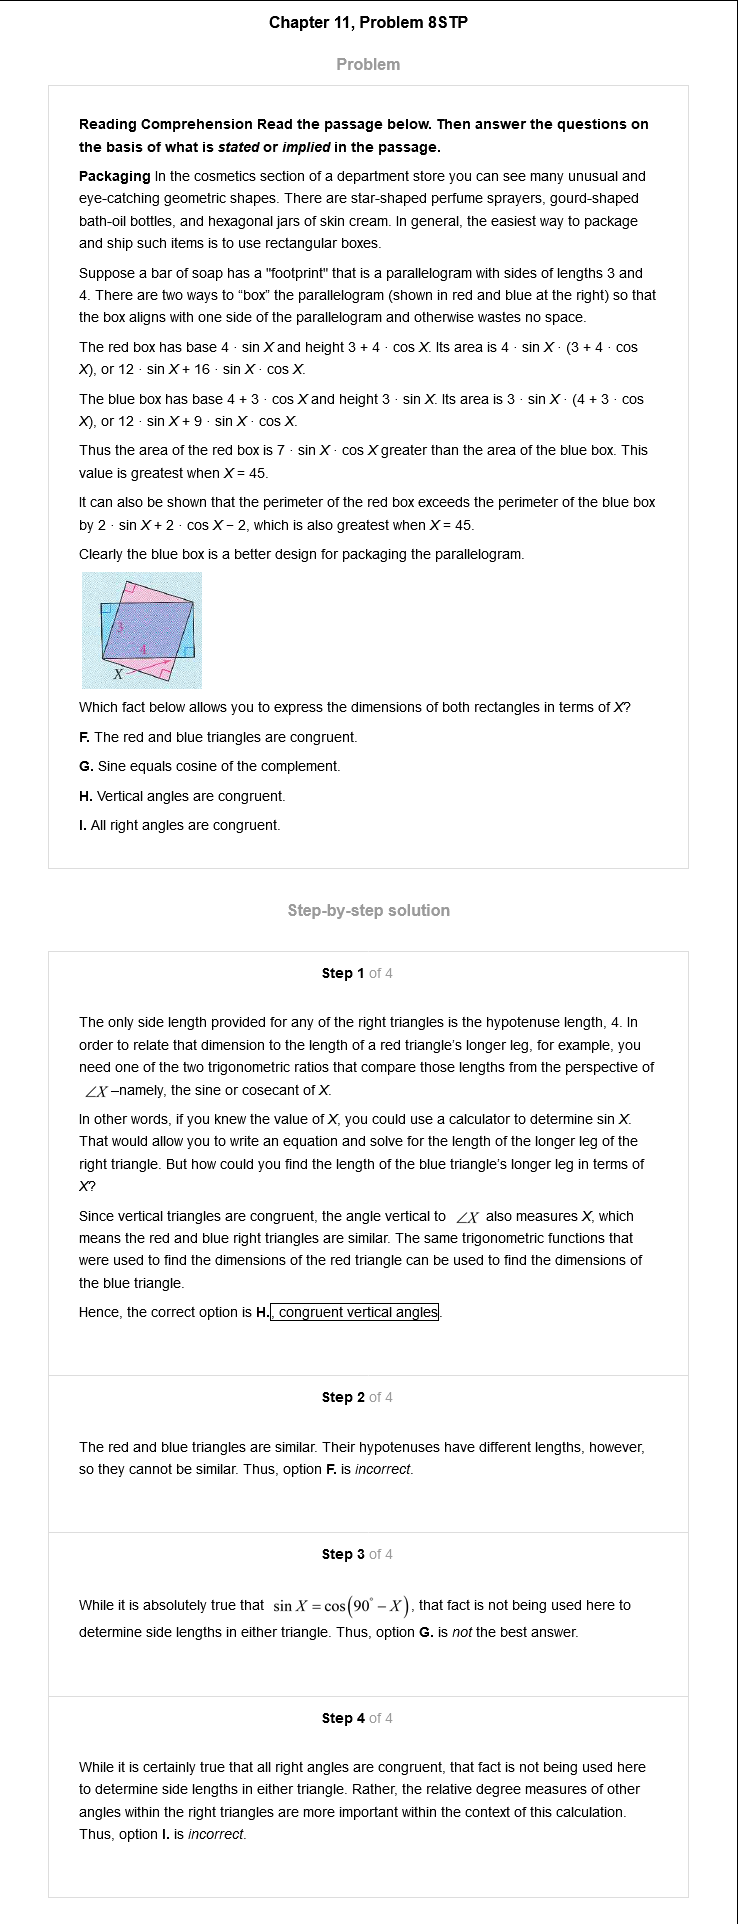 Chapter 11, Problem 8STP
Problem
Reading Comprehension Read the passage below. Then answer the questions on
the basis of what is stated or implied in the passage.
Packaging In the cosmetics section of a department store you can see many unusual and
eye-catching geometric shapes. There are star-shaped perfume sprayers, gourd-shaped
bath-oil bottles, and hexagonal jars of skin cream. In general, the easiest way to package
and ship such items is to use rectangular boxes.
Suppose a bar of soap has a "footprint" that is a parallelogram with sides of lengths 3 and
4. There are two ways to “box” the parallelogram (shown in red and blue at the right) so that
the box aligns with one side of the parallelogram and otherwise wastes no space.
The red box has base 4 · sin X and height 3 + 4 · cos X. Its area is 4 · sin X · (3 + 4 · cos
X), or 12 · sin X + 16 · sin X · cos X.
The blue box has base 4 + 3 · cos X and height 3 · sin X. Its area is 3 · sin X · (4 + 3 · cos
X), or 12 · sin X + 9 · sin X · cos X.
Thus the area of the red box is 7 · sin X · cos X greater than the area of the blue box. This
value is greatest when X = 45.
It can also be shown that the perimeter of the red box exceeds the perimeter of the blue box
by 2 · sin X + 2 · cos X – 2, which is also greatest when X = 45.
Clearly the blue box is a better design for packaging the parallelogram.
3
4
X
Which fact below allows you to express the dimensions of both rectangles in terms of X?
F. The red and blue triangles are congruent.
G. Sine equals cosine of the complement.
H. Vertical angles are congruent.
I. All right angles are congruent.
Step-by-step solution
Step 1 of 4
The only side length provided for any of the right triangles is the hypotenuse length, 4. In
order to relate that dimension to the length of a red triangle’s longer leg, for example, you
need one of the two trigonometric ratios that compare those lengths from the perspective of
∠X –namely, the sine or cosecant of X.
In other words, if you knew the value of X, you could use a calculator to determine sin X.
That would allow you to write an equation and solve for the length of the longer leg of the
right triangle. But how could you find the length of the blue triangle’s longer leg in terms of
X?
Since vertical triangles are congruent, the angle vertical to ∠X also measures X, which
means the red and blue right triangles are similar. The same trigonometric functions that
were used to find the dimensions of the red triangle can be used to find the dimensions of
the blue triangle.
Hence, the correct option is H., congruent vertical angles.
Step 2 of 4
The red and blue triangles are similar. Their hypotenuses have different lengths, however,
so they cannot be similar. Thus, option F. is incorrect.
Step 3 of 4
While it is absolutely true that sin X = cos(90° – X), that fact is not being used here to
determine side lengths in either triangle. Thus, option G. is not the best answer.
Step 4 of 4
While it is certainly true that all right angles are congruent, that fact is not being used here
to determine side lengths in either triangle. Rather, the relative degree measures of other
angles within the right triangles are more important within the context of this calculation.
Thus, option I. is incorrect.